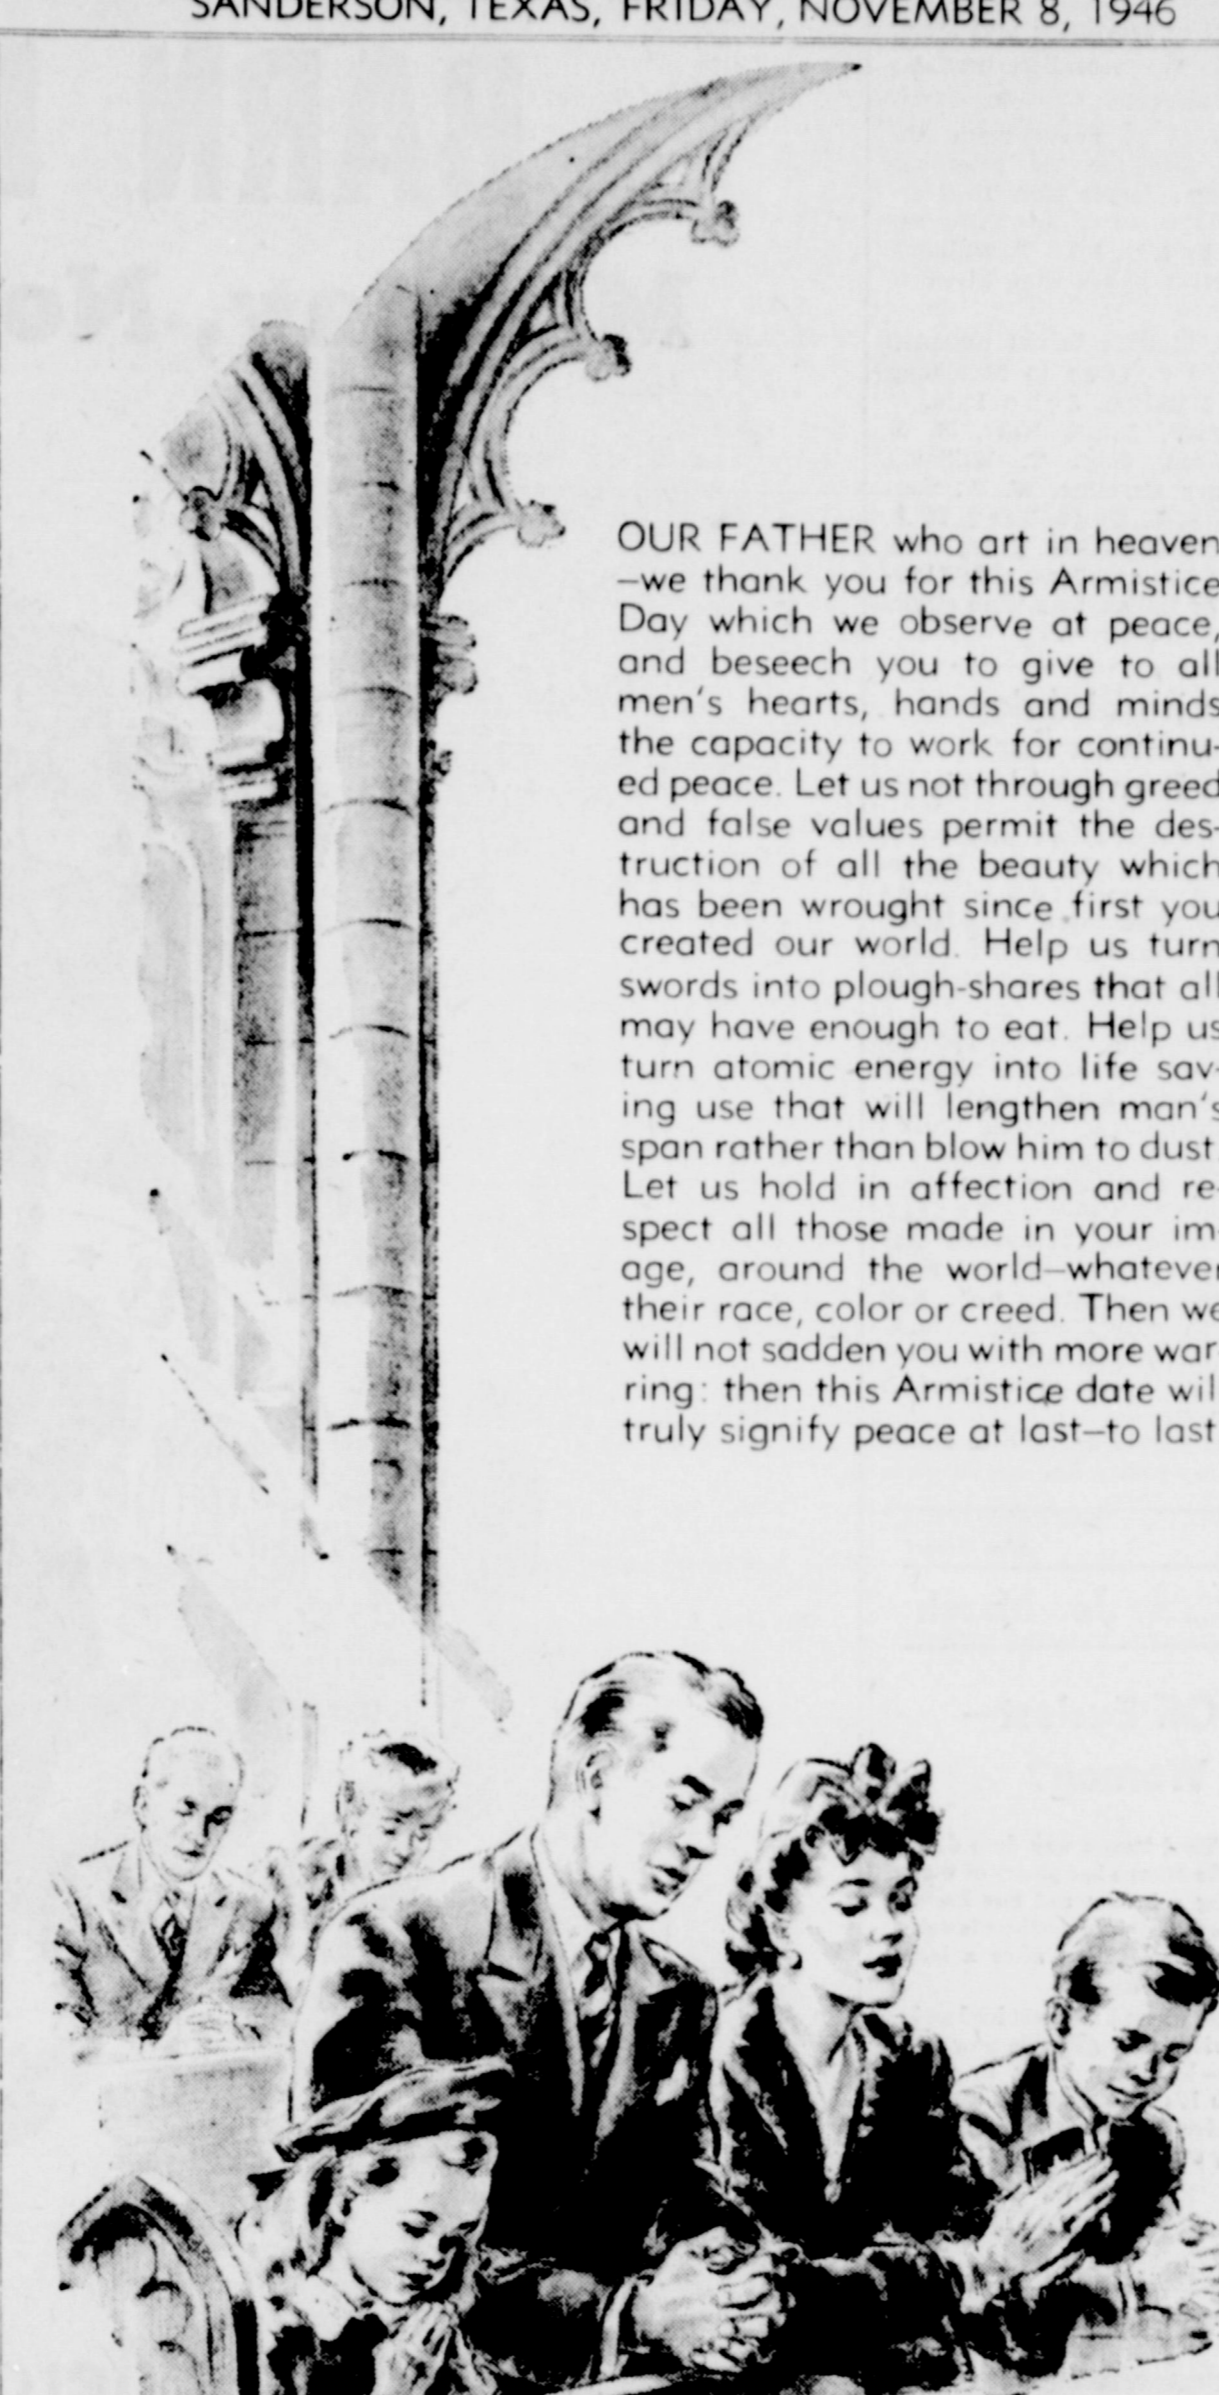 SANDERSON, TEXAS, FRIDAY, NOVEMBER 8, 1946
OUR FATHER who art in heaven
—we thank you for this Armistice
Day which we observe at peace,
and beseech you to give to all
men's hearts, hands and minds
the capacity to work for continu-
ed peace. Let us not through greed
and false values permit the des-
truction of all the beauty which
has been wrought since first you
created our world. Help us turn
swords into plough-shares that all
may have enough to eat. Help us
turn atomic energy into life sav-
ing use that will lengthen man's
span rather than blow him to dust
Let us hold in affection and re-
spect all those made in your im-
age, around the world—whatever
their race, color or creed. Then we
will not sadden you with more war
ring: then this Armistice date wil
truly signify peace at last—to last